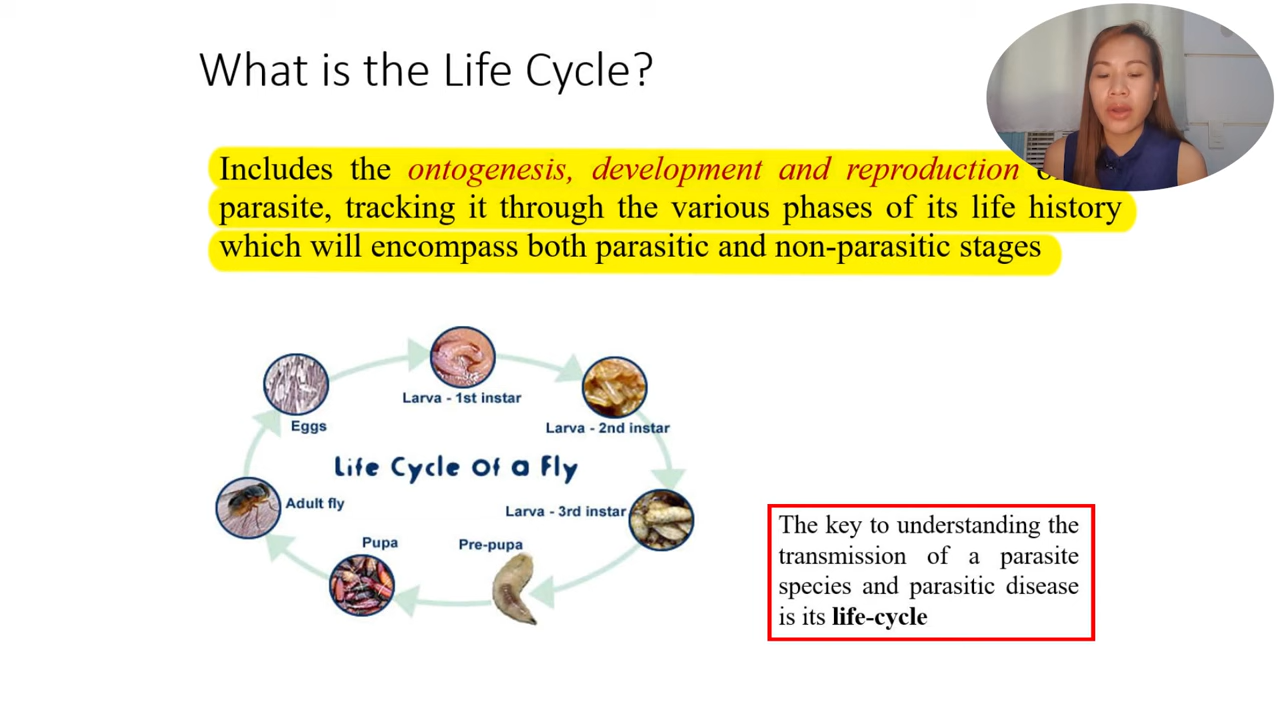 What is the Life Cycle?
Includes the ontogenesis, development and reproduction
parasite, tracking it through the various phases of its life history
which will encompass both parasitic and non-parasitic stages
Larva - 1st instar
Eggs
Larva - 2nd instar
Life Cycle of a Fly
Adult fly
Larva - 3rd instar
Pupa
Pre-pupa
The key to understanding the
transmission of a parasite
species and parasitic disease
is its life-cycle